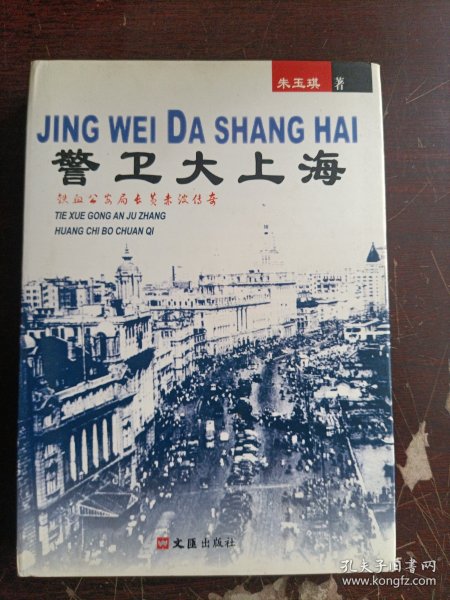 朱玉琪 著
JING WEI DA SHANG HAI
警卫大上海
铁血公安局长黄赤波传奇
TIE XUE GONG AN JU ZHANG
HUANG CHI BO CHUAN QI
文匯出版社
孔夫子旧书网
www.kongfz.com